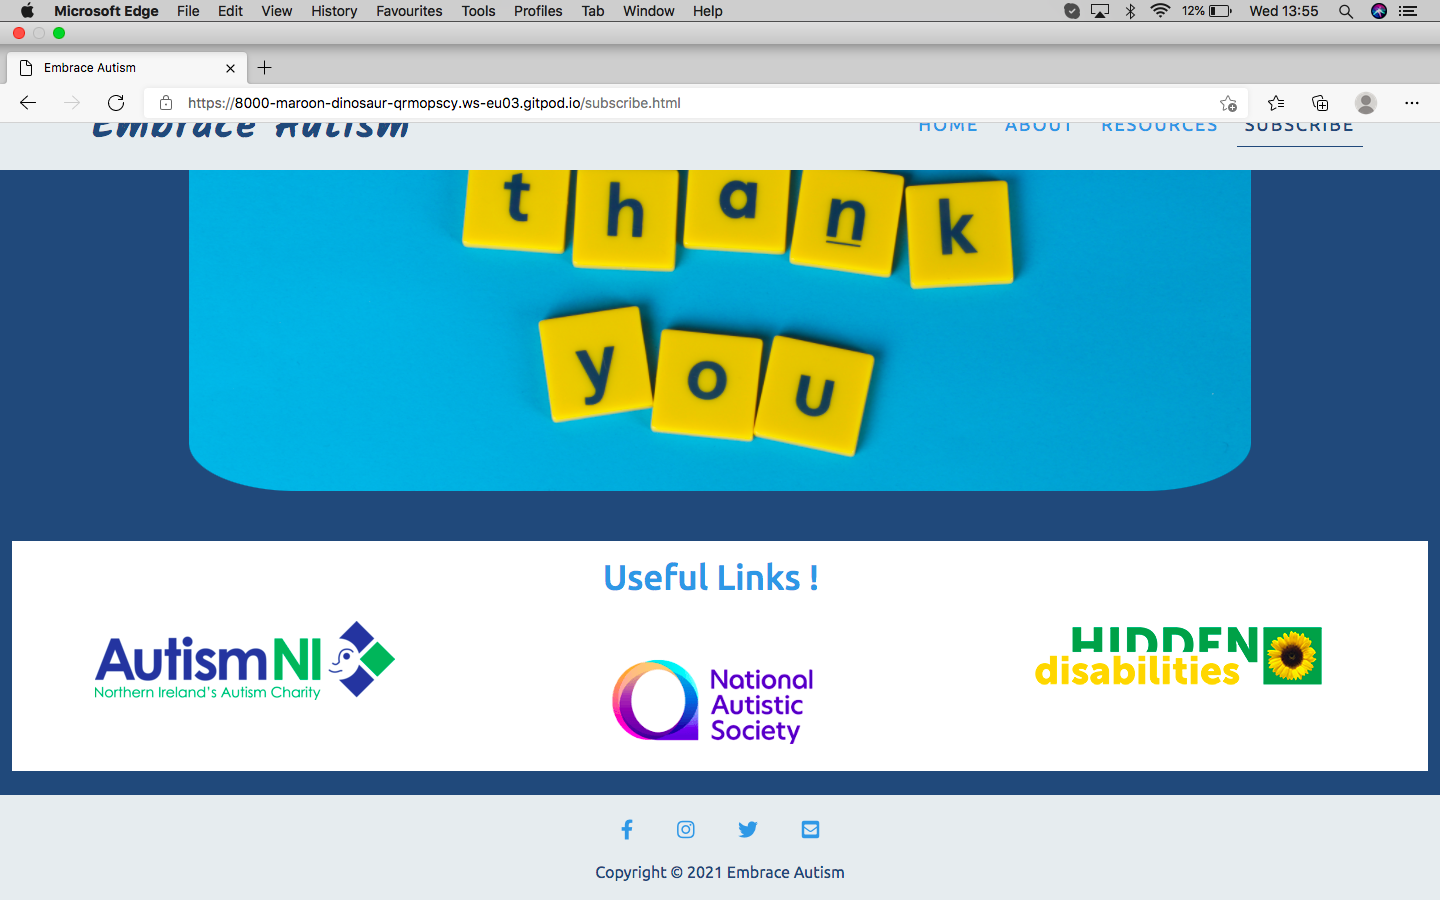 Microsoft Edge File Edit View History Favourites Tools Profiles Tab Window Help 12% Wed 13:55
Embrace Autism
https://8000-maroon-dinosaur-qrmopscy.ws-eu03.gitpod.io/subscribe.html
Embrace Autism HOME ABOUT RESOURCES SUBSCRIBE
thank
you
Useful Links !
AutismNI
Northern Ireland's Autism Charity
National
Autistic
Society
HIDDEN
disabilities
Copyright © 2021 Embrace Autism